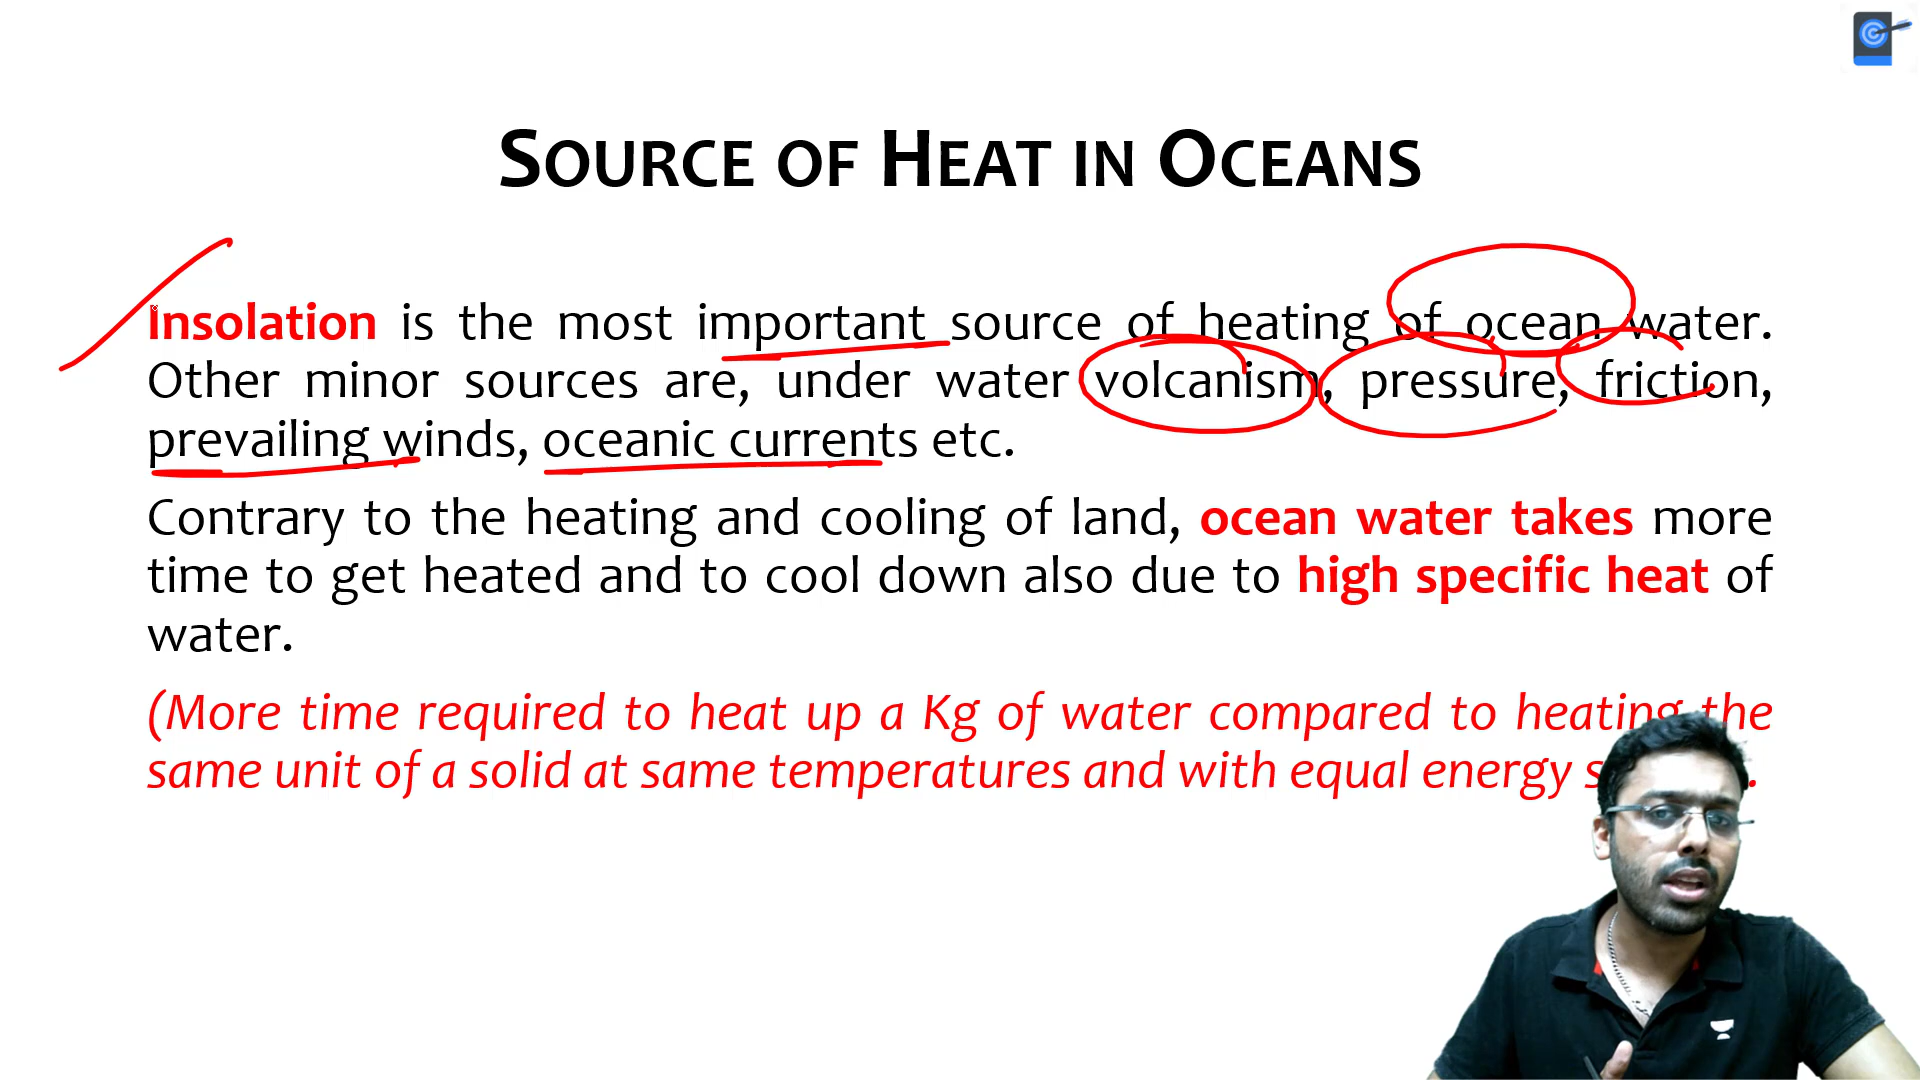 SOURCE OF HEAT IN OCEANS
Insolation is the most important source of heating of ocean water.
Other minor sources are, under water volcanism, pressure, friction,
prevailing winds, oceanic currents etc.
Contrary to the heating and cooling of land, ocean water takes more
time to get heated and to cool down also due to high specific heat of
water.
(More time required to heat up a Kg of water compared to heating the
same unit of a solid at same temperatures and with equal energy